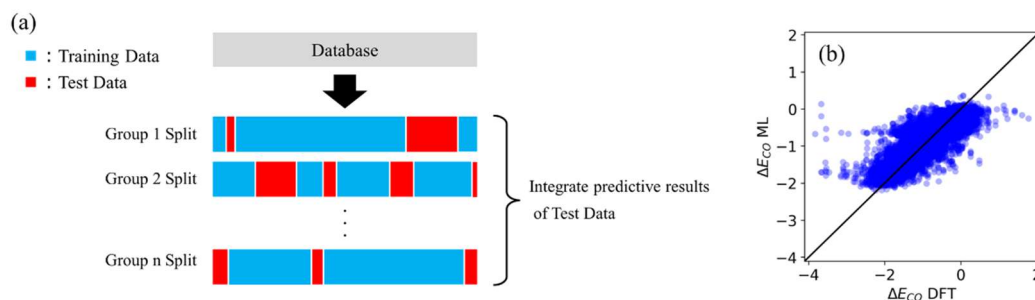 (a)
: Training Data
: Test Data
Database
Group 1 Split
Group 2 Split
Group n Split
Integrate predictive results
of Test Data
(b)
ΔE_CO ML
2
1
0
−1
−2
−3
−4
−4
−2
0
2
ΔE_CO DFT